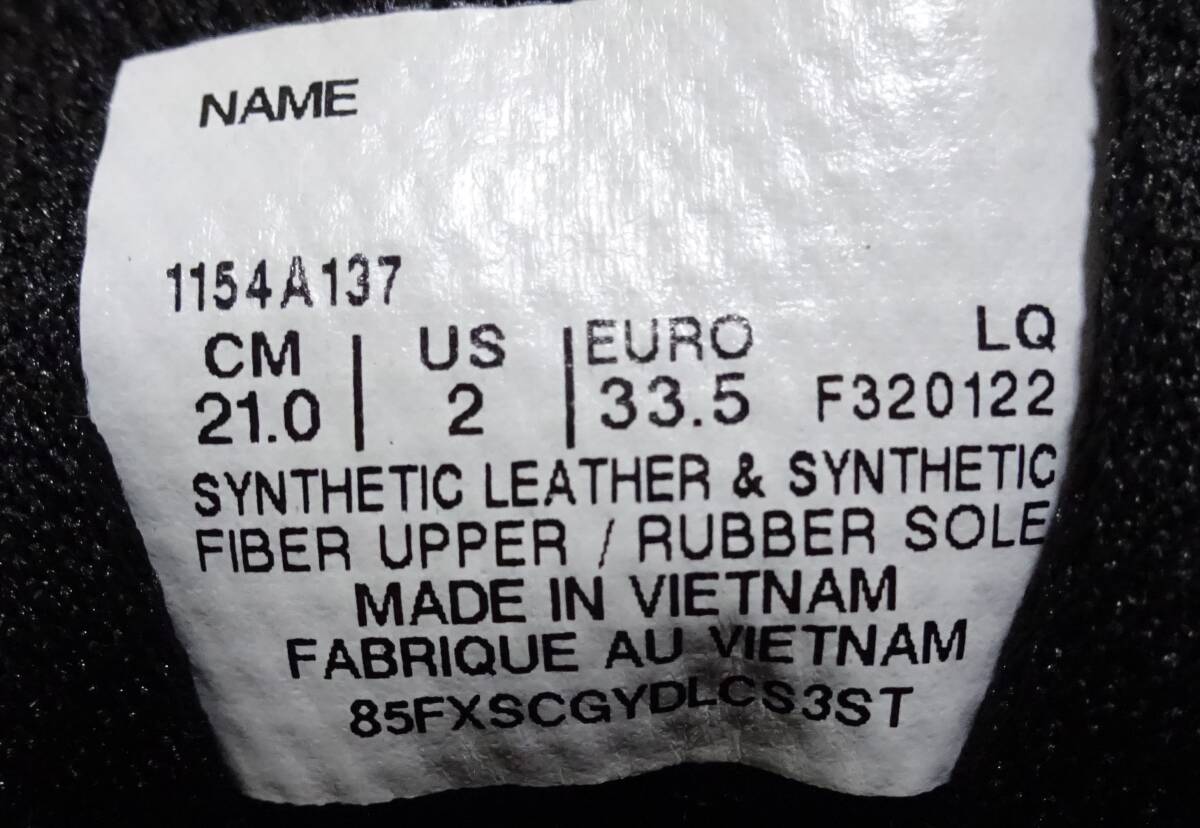 NAME
1154A137
CM | US | EURO LQ
21.0 | 2 | 33.5 F320122
SYNTHETIC LEATHER & SYNTHETIC
FIBER UPPER / RUBBER SOLE
MADE IN VIETNAM
FABRIQUE AU VIETNAM
85FXSCGYDLCS3ST